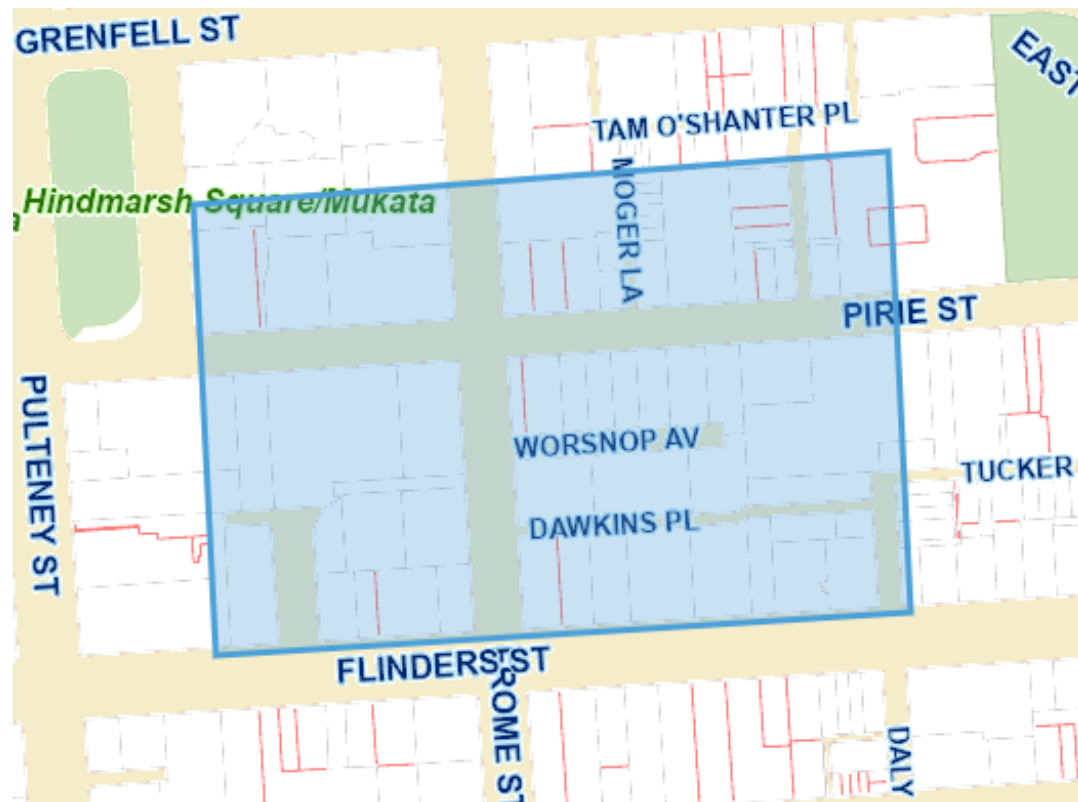 GRENFELL ST
EAST
TAM O'SHANTER PL
MOGER LA
Hindmarsh Square/Mukata
a
PIRIE ST
PULTENEY ST
WORSNOP AV
TUCKER
DAWKINS PL
FLINDERS ST
ROME ST
DALY